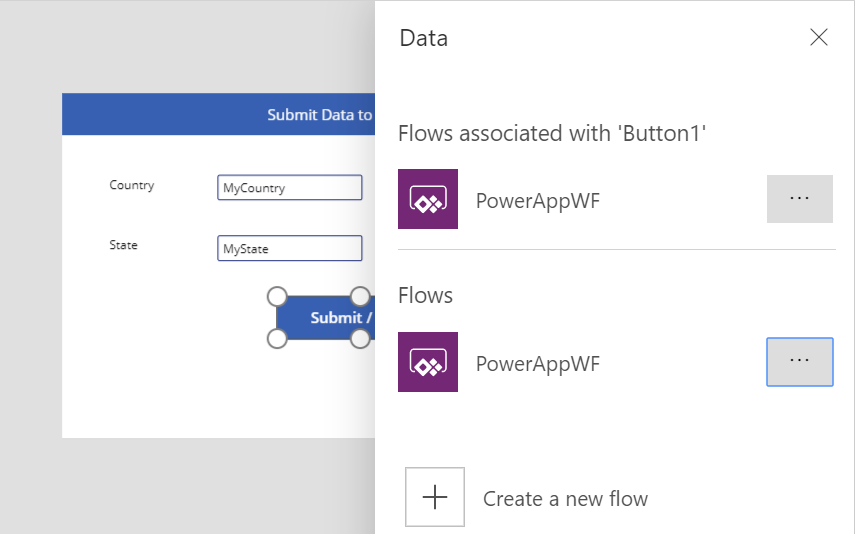 Submit Data to
Country
MyCountry
State
MyState
Submit /
Data
Flows associated with 'Button1'
PowerAppWF
...
Flows
PowerAppWF
...
Create a new flow